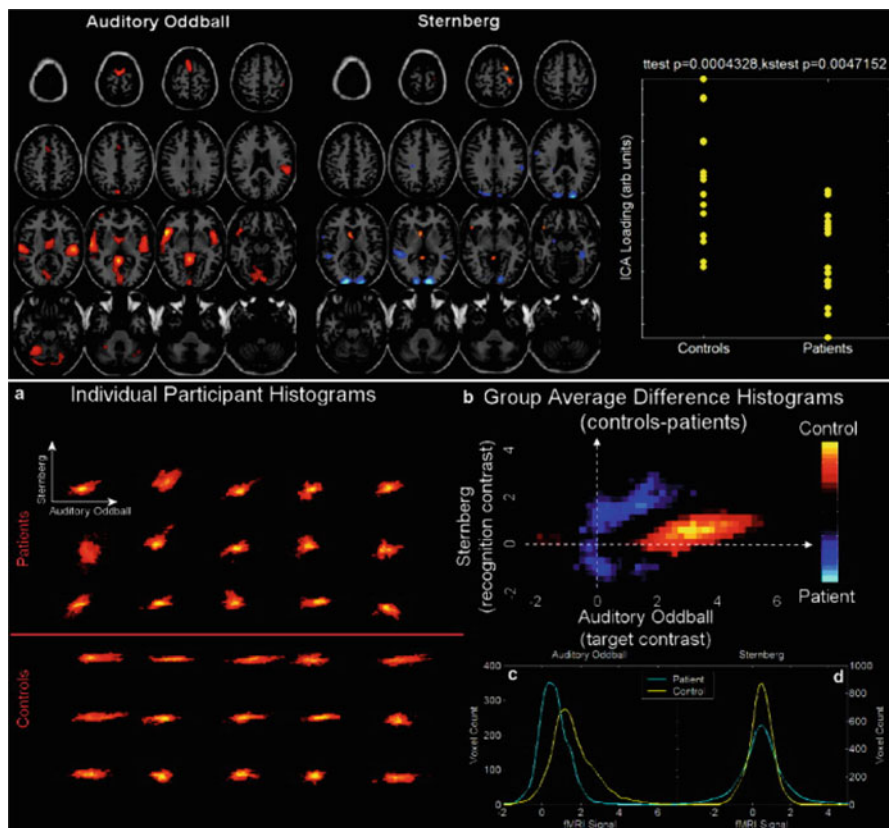 Auditory Oddball
Sternberg
ttest p=0.0004328,kstest p=0.0047152
ICA Loading (arb units)
Controls
Patients
a Individual Participant Histograms
Sternberg
Auditory Oddball
Patients
Controls
b Group Average Difference Histograms
(controls-patients)
Control
Patient
4
2
0
-2
Sternberg
(recognition contrast)
-2 0 2 4 6
Auditory Oddball
(target contrast)
Auditory Oddball
Sternberg
c
d
Patient
Control
400
300
200
100
0
Voxel Count
1000
800
600
400
200
0
Voxel Count
-2 0 2 4
fMRI Signal
-2 0 2 4
fMRI Signal